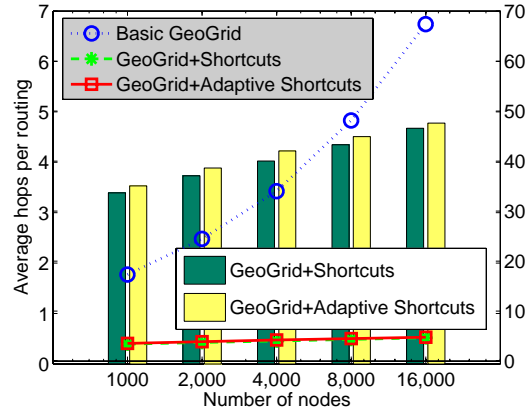 Basic GeoGrid
GeoGrid+Shortcuts
GeoGrid+Adaptive Shortcuts
7
6
5
4
3
2
1
0
Average hops per routing
70
60
50
40
30
20
10
0
GeoGrid+Shortcuts
GeoGrid+Adaptive Shortcuts
1000 2,000 4,000 8,000 16,000
Number of nodes